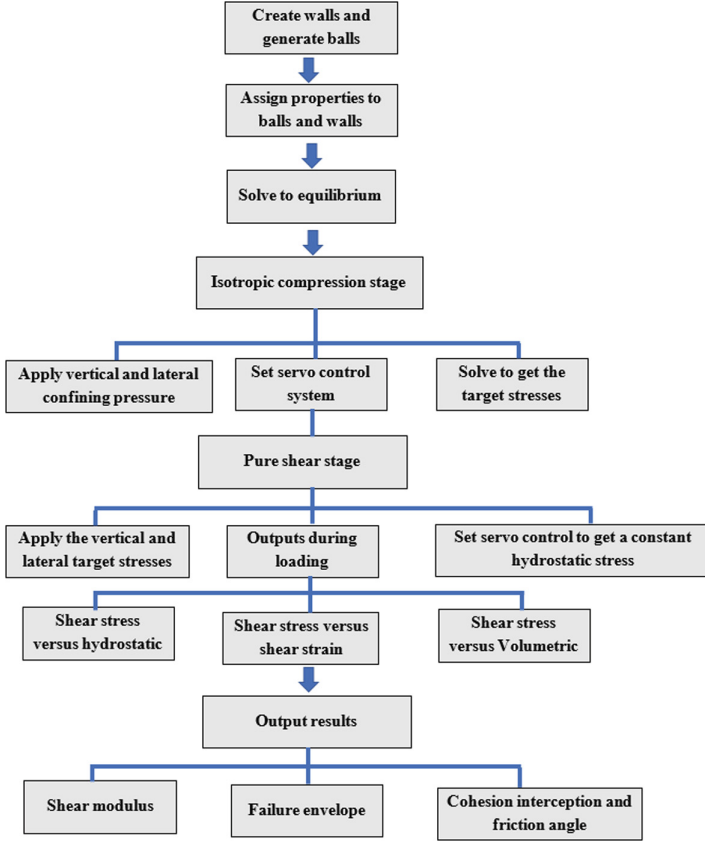 Create walls and
generate balls
Assign properties to
balls and walls
Solve to equilibrium
Isotropic compression stage
Apply vertical and lateral
confining pressure
Set servo control
system
Solve to get the
target stresses
Pure shear stage
Apply the vertical and
lateral target stresses
Outputs during
loading
Set servo control to get a constant
hydrostatic stress
Shear stress
versus hydrostatic
Shear stress versus
shear strain
Shear stress
versus Volumetric
Output results
Shear modulus
Failure envelope
Cohesion interception and
friction angle